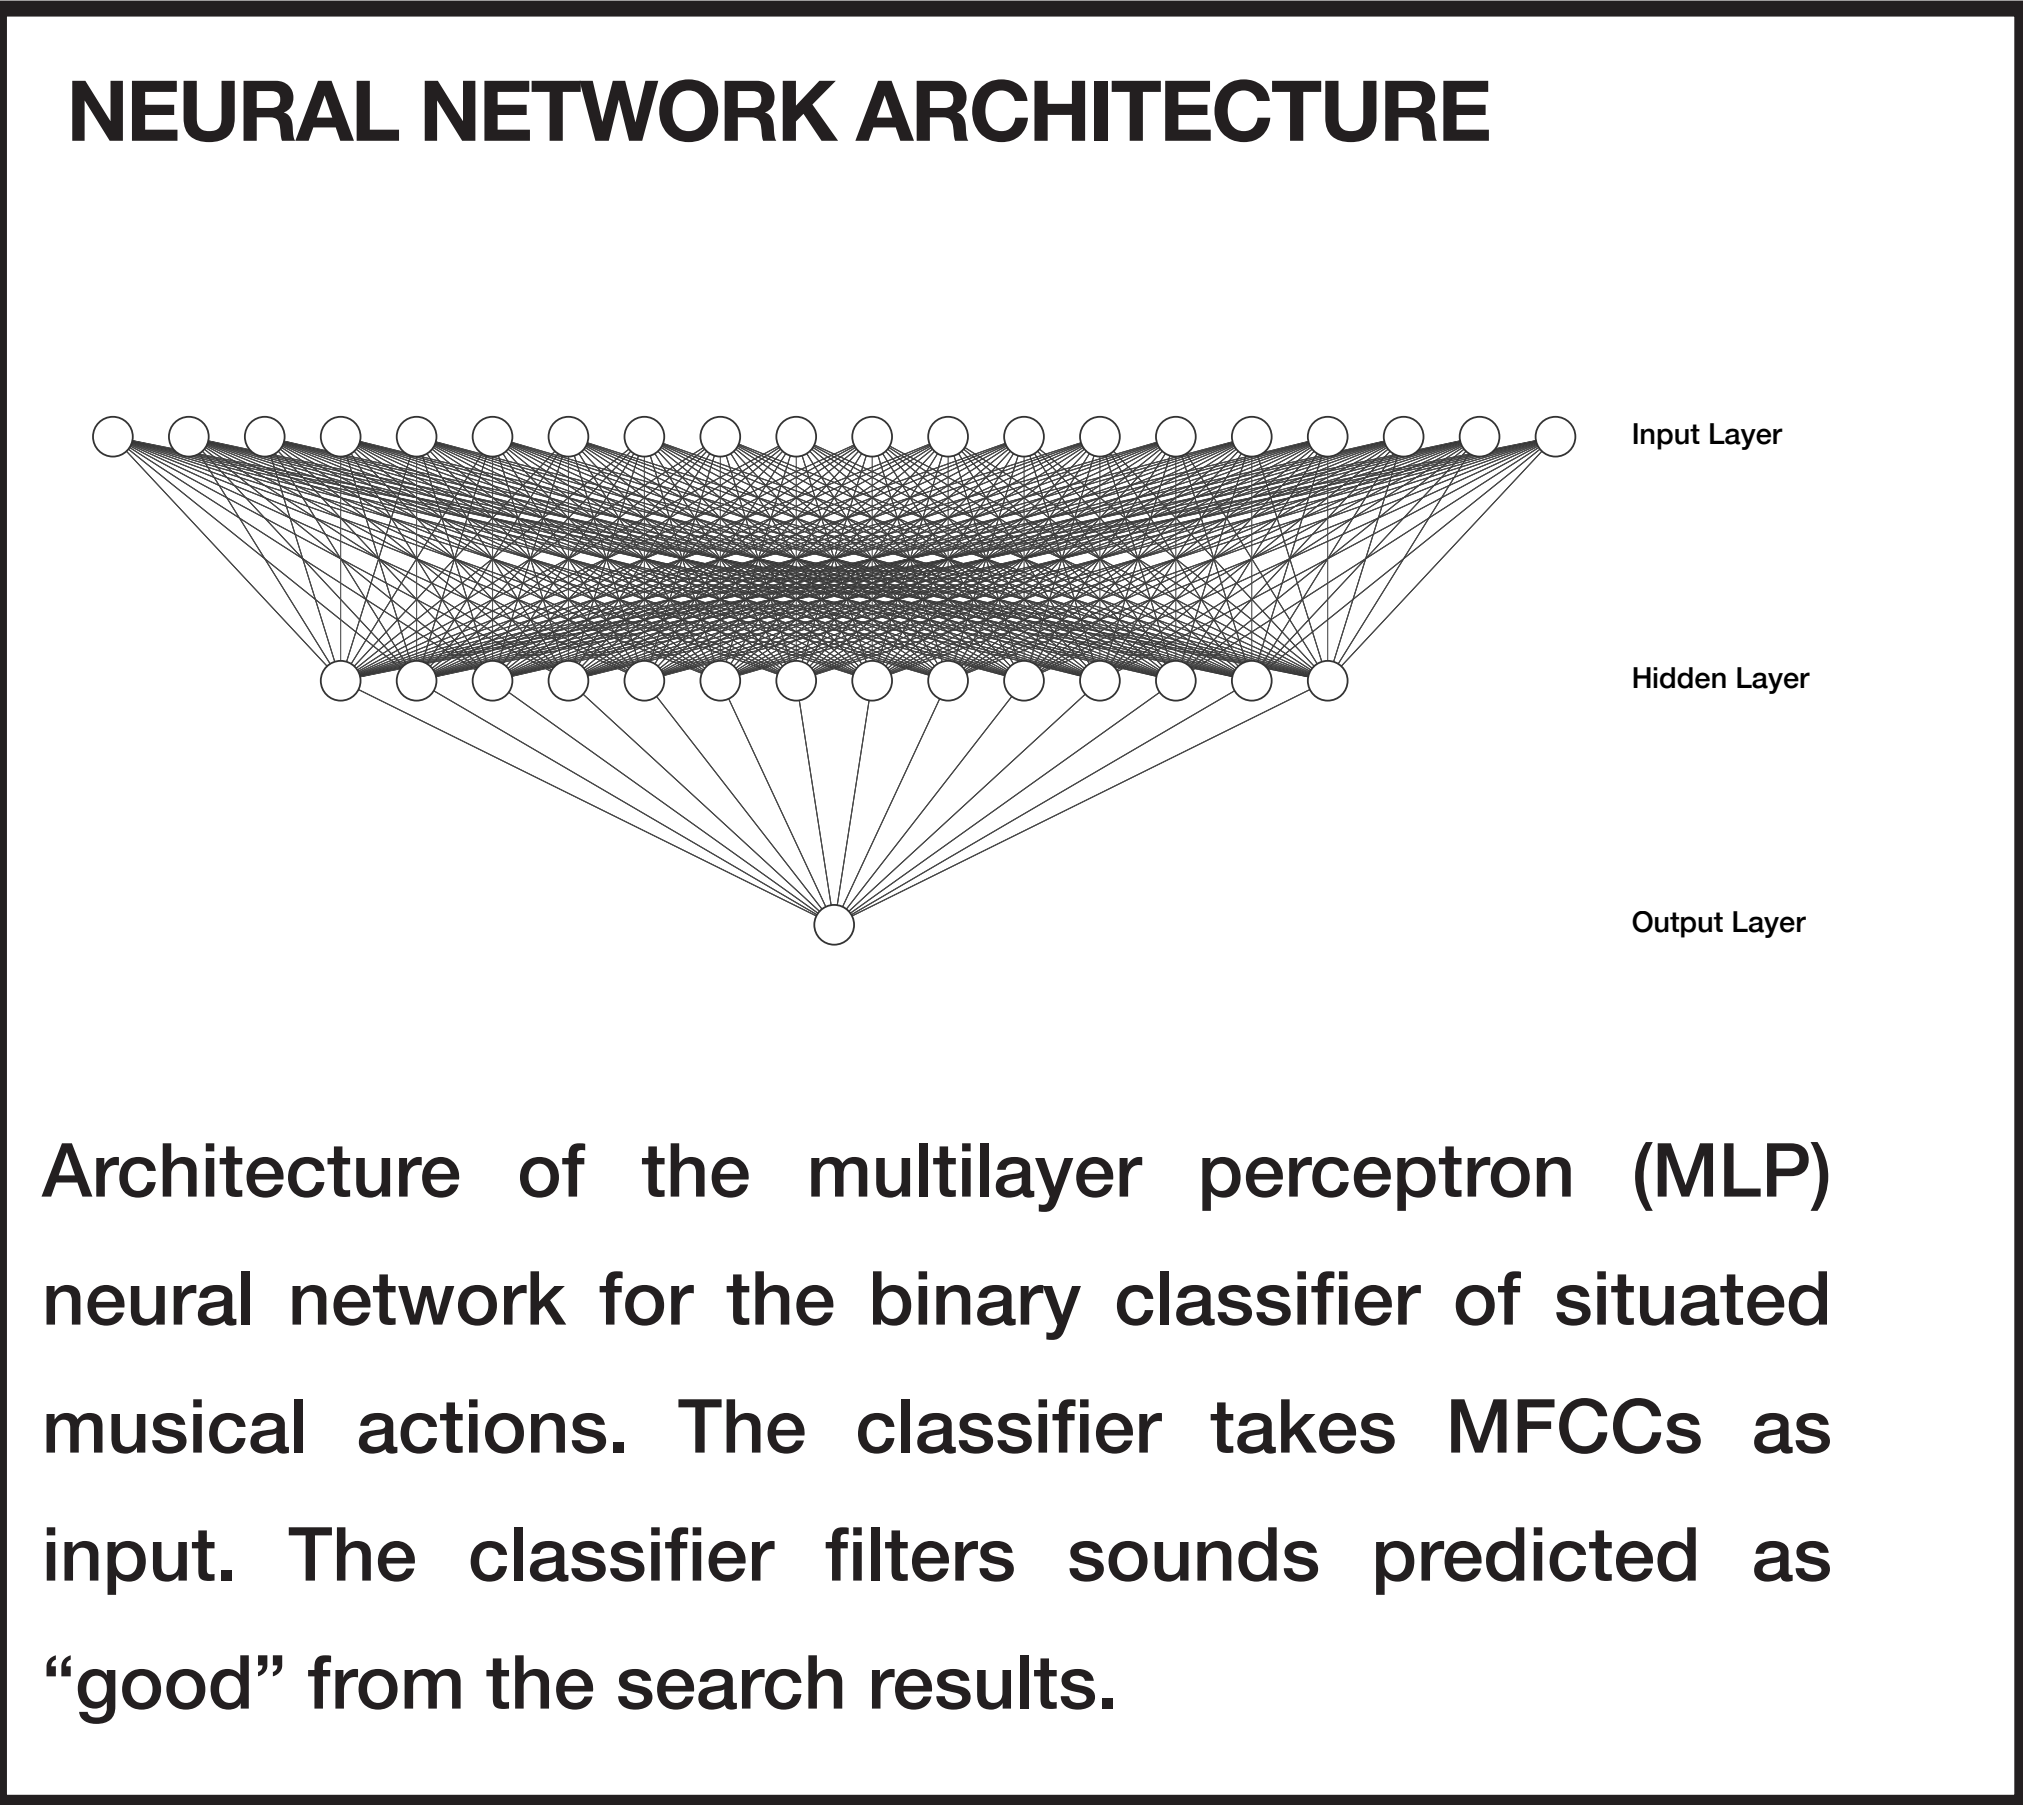 NEURAL NETWORK ARCHITECTURE
Input Layer
Hidden Layer
Output Layer
Architecture of the multilayer perceptron (MLP)
neural network for the binary classifier of situated
musical actions. The classifier takes MFCCs as
input. The classifier filters sounds predicted as
“good” from the search results.